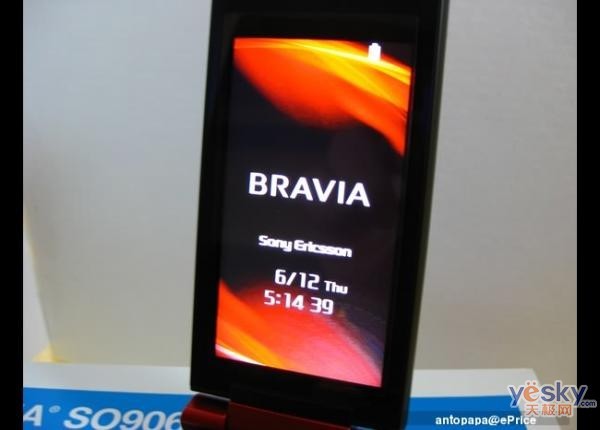 BRAVIA
Sony Ericsson
6/12 Thu
5:14 39
A® SO906
yesky
天极网
antopapa@ePrice